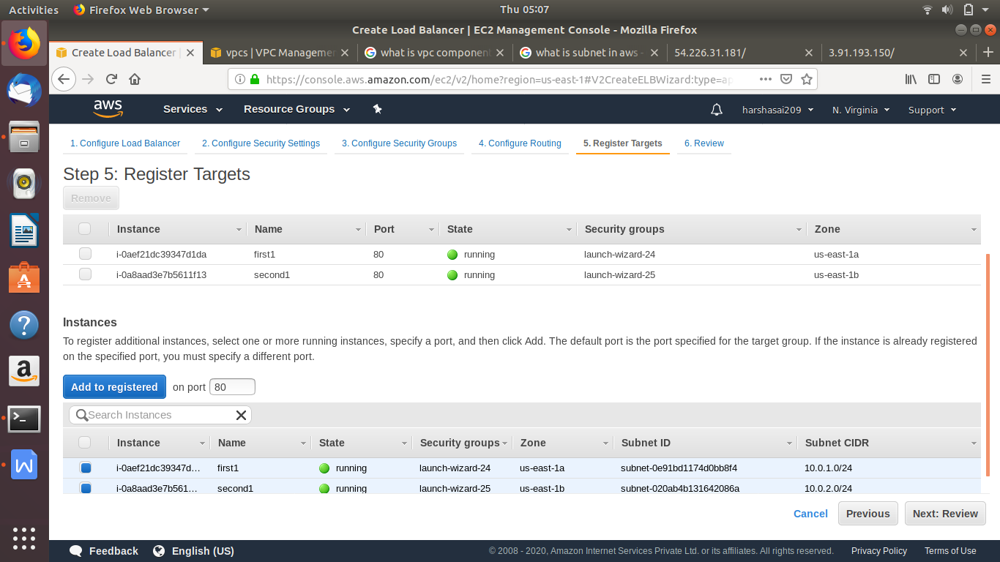 Activities Firefox Web Browser Thu 05:07
Create Load Balancer | EC2 Management Console - Mozilla Firefox
Create Load Balancer | vpcs | VPC Managemen what is vpc component what is subnet in aws - 54.226.31.181/ 3.91.193.150/
https://console.aws.amazon.com/ec2/v2/home?region=us-east-1#V2CreateELBWizard:type=ap
aws Services Resource Groups harshasai209 N. Virginia Support
1. Configure Load Balancer 2. Configure Security Settings 3. Configure Security Groups 4. Configure Routing 5. Register Targets 6. Review
Step 5: Register Targets
Remove
Instance Name Port State Security groups Zone
i-0aef21dc39347d1da first1 80 running launch-wizard-24 us-east-1a
i-0a8aad3e7b5611f13 second1 80 running launch-wizard-25 us-east-1b
Instances
To register additional instances, select one or more running instances, specify a port, and then click Add. The default port is the port specified for the target group. If the instance is already registered
on the specified port, you must specify a different port.
Add to registered on port 80
Search Instances
Instance Name State Security groups Zone Subnet ID Subnet CIDR
i-0aef21dc39347d... first1 running launch-wizard-24 us-east-1a subnet-0e91bd1174d0bb8f4 10.0.1.0/24
i-0a8aad3e7b561... second1 running launch-wizard-25 us-east-1b subnet-020ab4b131642086a 10.0.2.0/24
Cancel Previous Next: Review
Feedback English (US) © 2008 - 2020, Amazon Internet Services Private Ltd. or its affiliates. All rights reserved. Privacy Policy Terms of Use